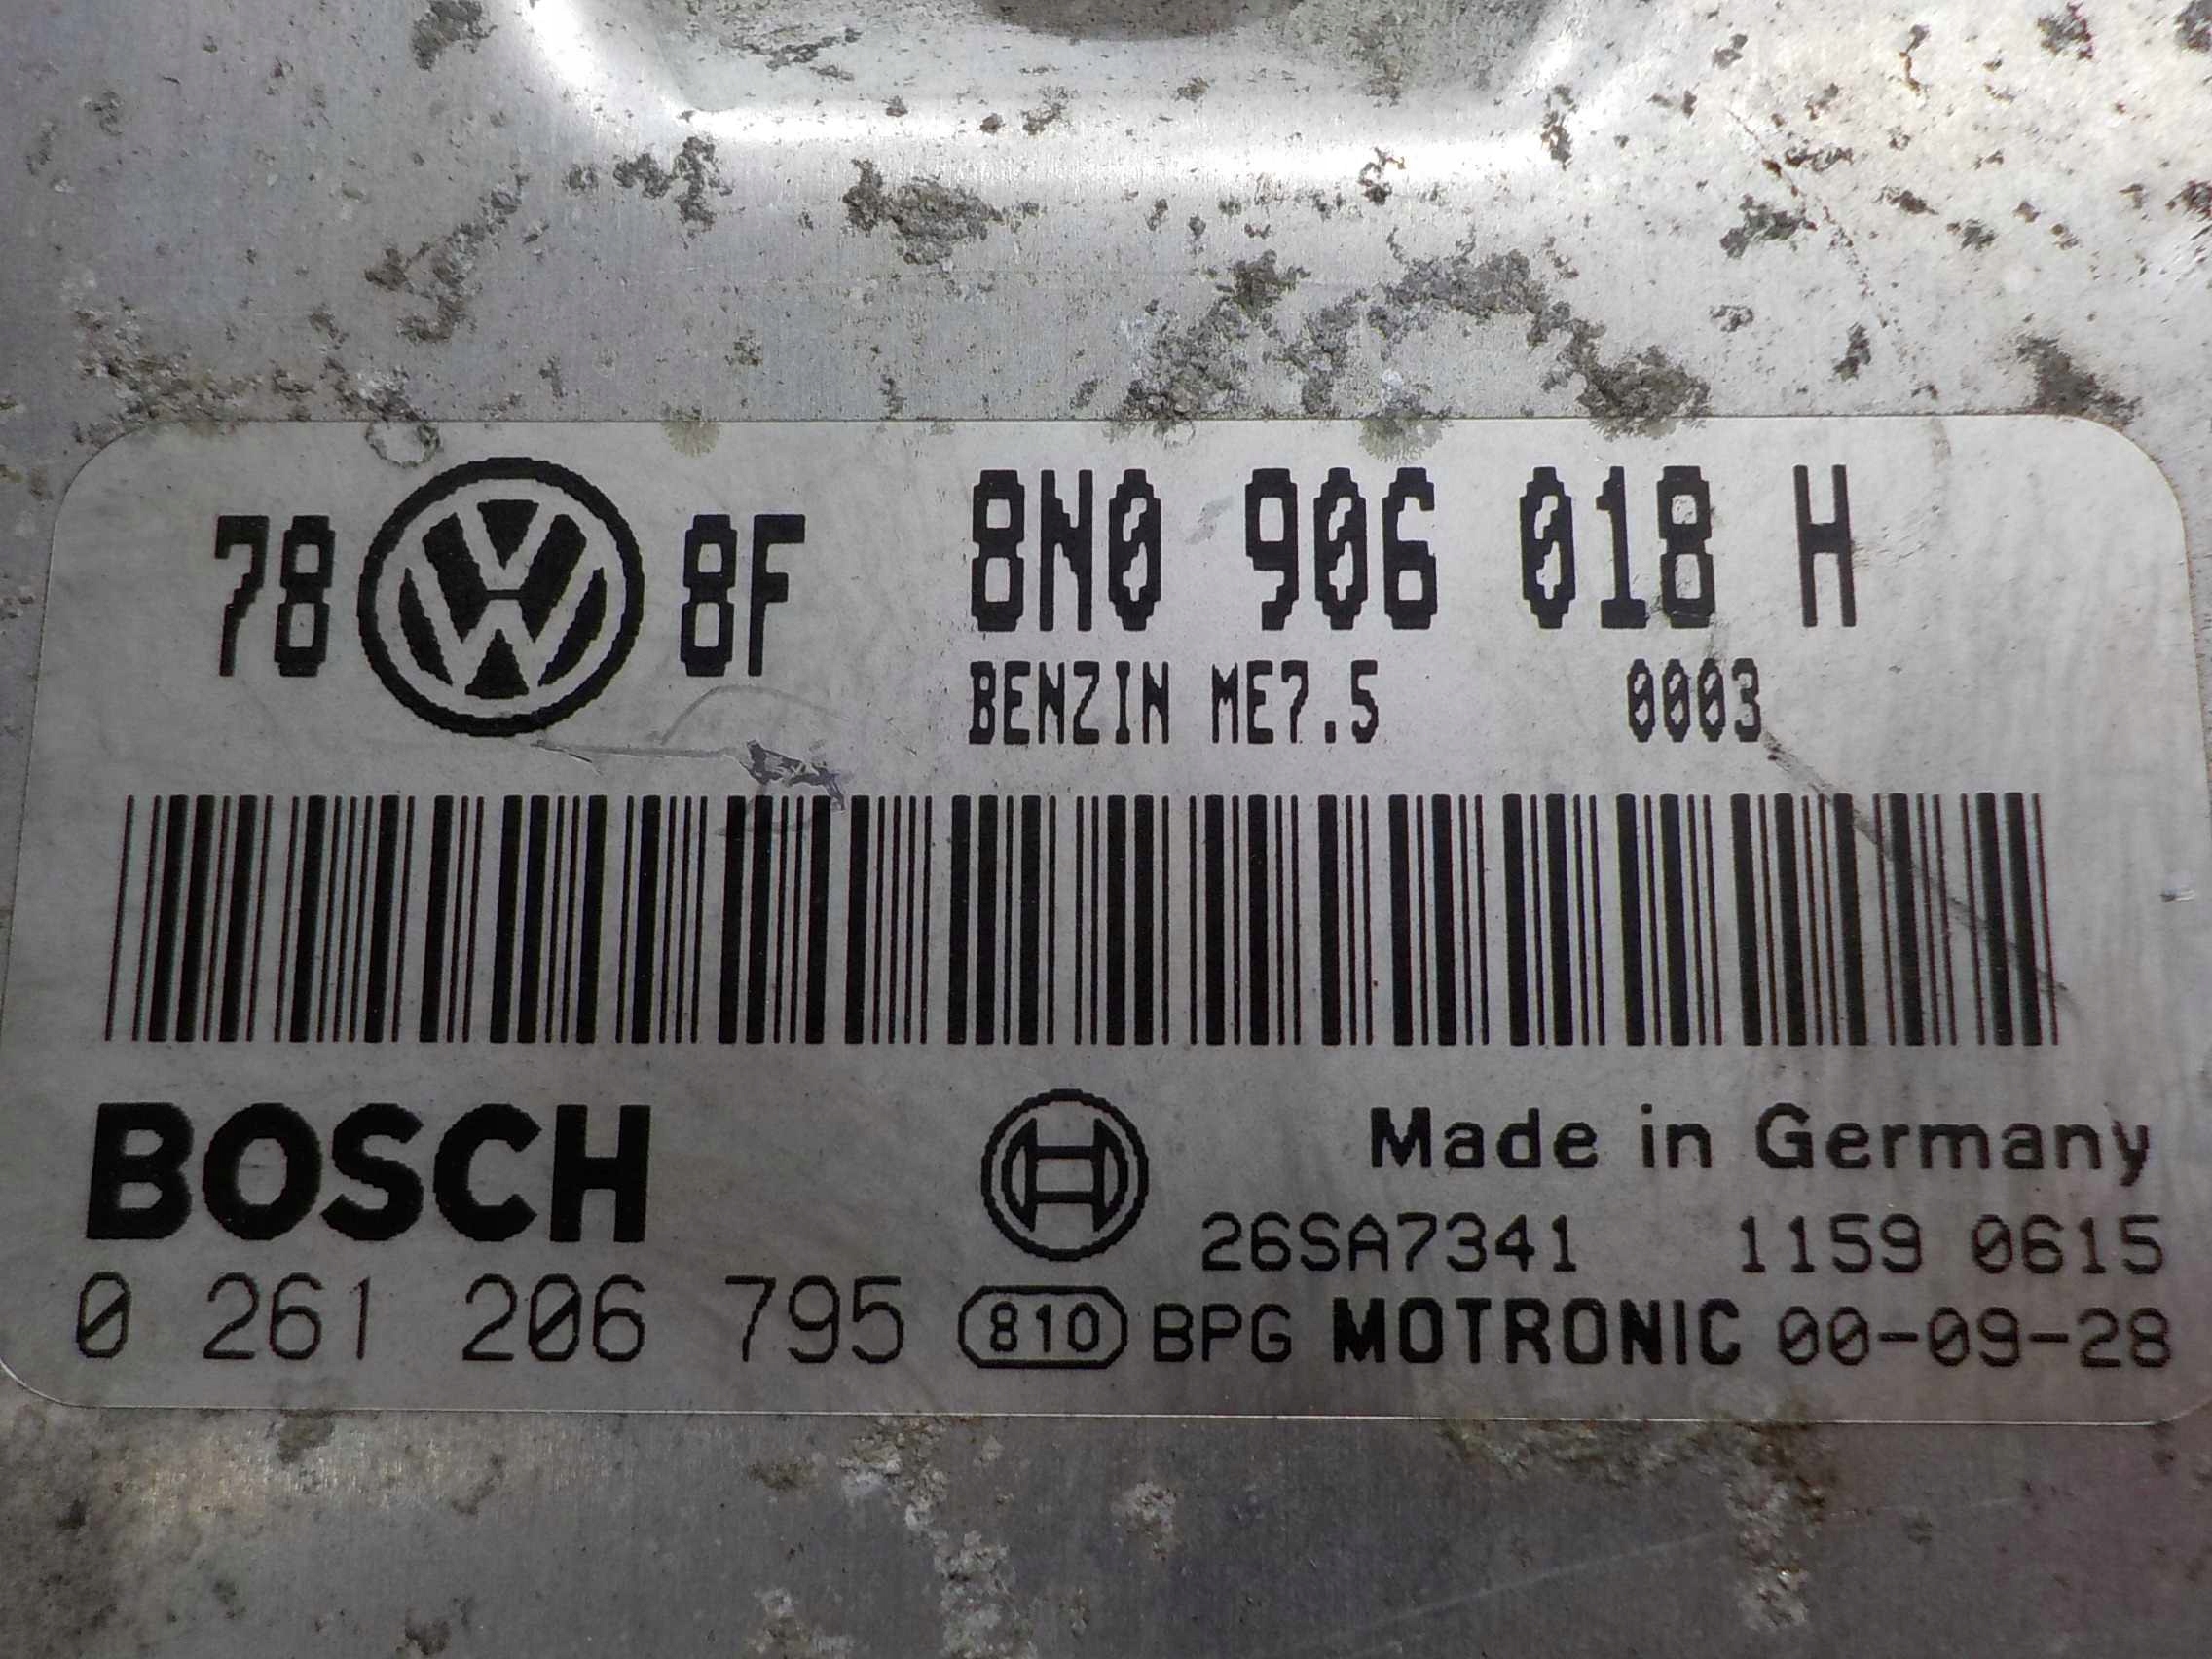 78 VW 8F 8N0 906 018 H
BENZIN ME7.5 0003
BOSCH
Made in Germany
26SA7341 1159 0615
0 261 206 795 810 BPG MOTRONIC 00-09-28